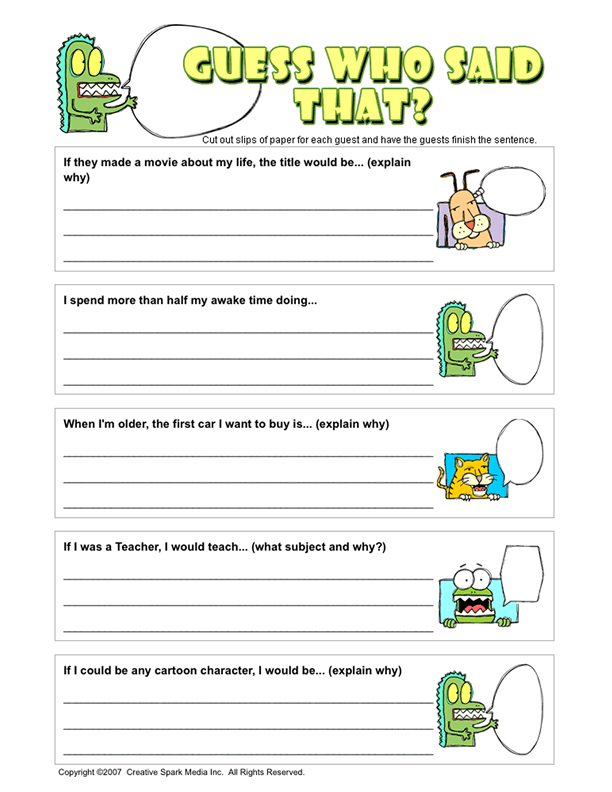 GUESS WHO SAID
THAT?
Cut out slips of paper for each guest and have the guests finish the sentence.
If they made a movie about my life, the title would be... (explain
why)
I spend more than half my awake time doing...
When I'm older, the first car I want to buy is... (explain why)
If I was a Teacher, I would teach... (what subject and why?)
If I could be any cartoon character, I would be... (explain why)
Copyright ©2007 Creative Spark Media Inc. All Rights Reserved.